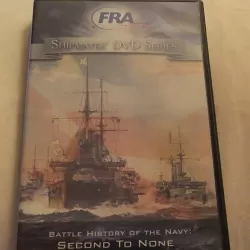 FRA
SHIPMATES' DVD SERIES
BATTLE HISTORY OF THE NAVY:
SECOND TO NONE